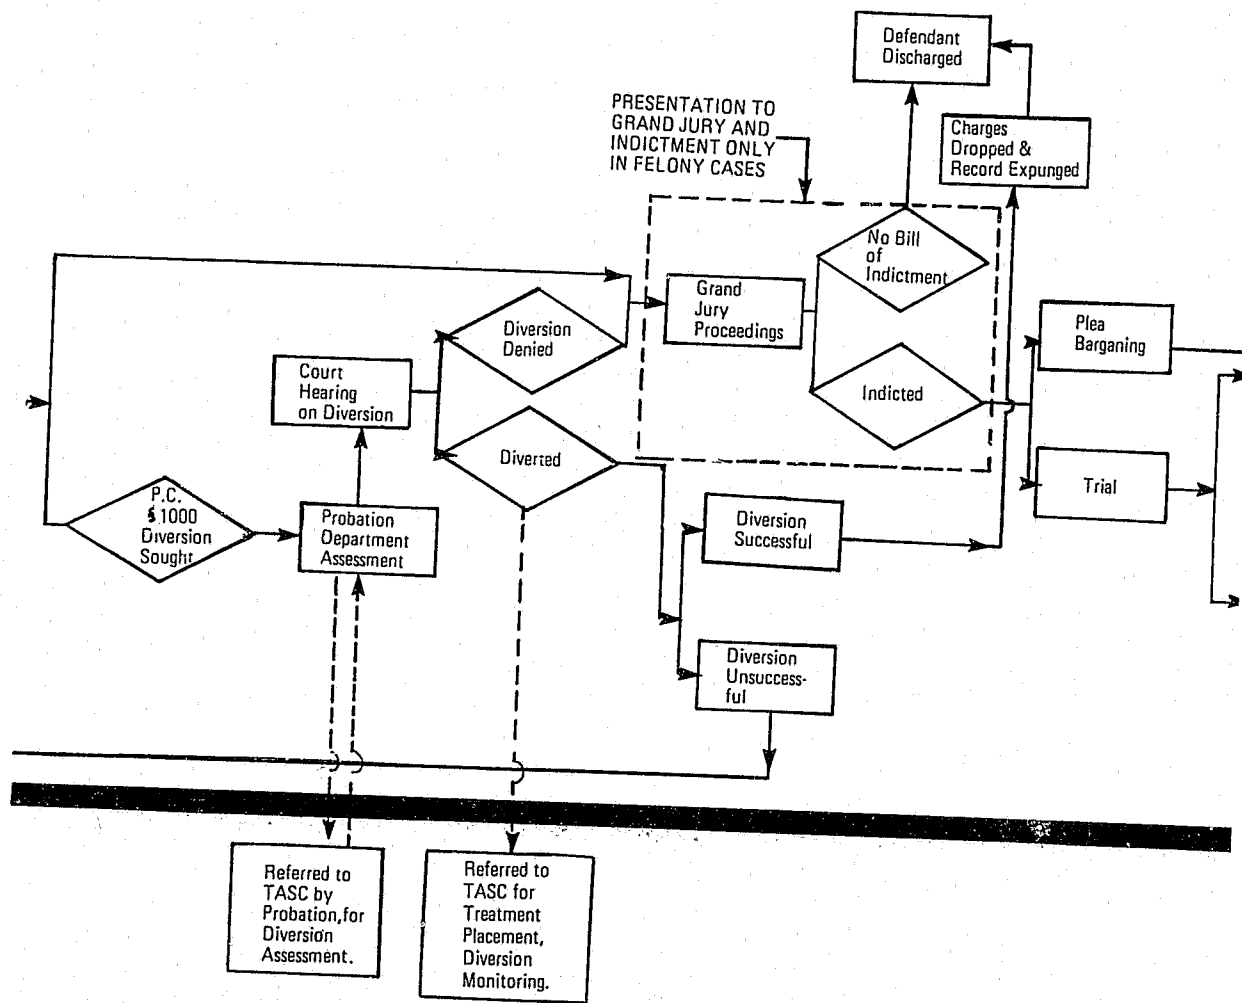 Defendant
Discharged
PRESENTATION TO
GRAND JURY AND
INDICTMENT ONLY
IN FELONY CASES
Charges
Dropped &
Record Expunged
No Bill
of
Indictment
Grand
Jury
Proceedings
Diversion
Denied
Plea
Barganing
Court
Hearing
on Diversion
Indicted
Diverted
Trial
P.C.
§ 1000
Diversion
Sought
Probation
Department
Assessment
Diversion
Successful
Diversion
Unsuccess-
ful
Referred to
TASC by
Probation, for
Diversion
Assessment.
Referred to
TASC for
Treatment
Placement,
Diversion
Monitoring.